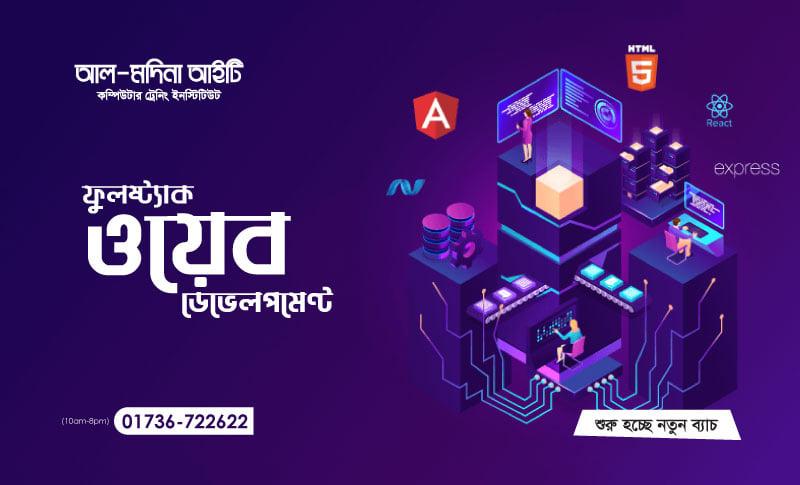 আল-মদিনা আইটি
কম্পিউটার ট্রেনিং ইনস্টিটিউট
ফুলষ্ট্যাক
ওয়েব
ডেভেলপমেন্ট
(10am-8pm) 01736-722622
HTML
5
A
React
express
শুরু হচ্ছে নতুন ব্যাচ